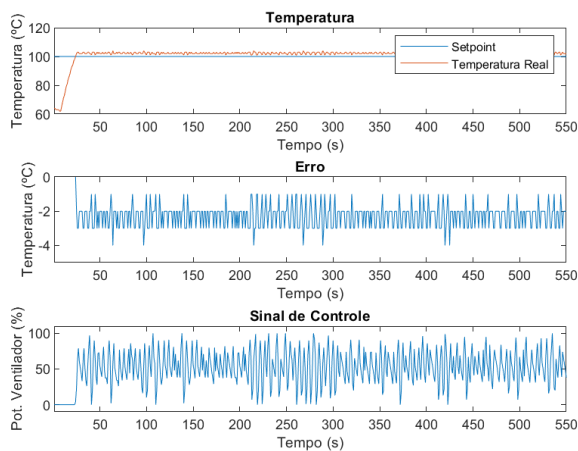 Temperatura
Temperatura (ºC)
120
100
80
60
Setpoint
Temperatura Real
50 100 150 200 250 300 350 400 450 500 550
Tempo (s)
Erro
Temperatura (ºC)
0
-2
-4
50 100 150 200 250 300 350 400 450 500 550
Tempo (s)
Sinal de Controle
Pot. Ventilador (%)
100
50
0
50 100 150 200 250 300 350 400 450 500 550
Tempo (s)